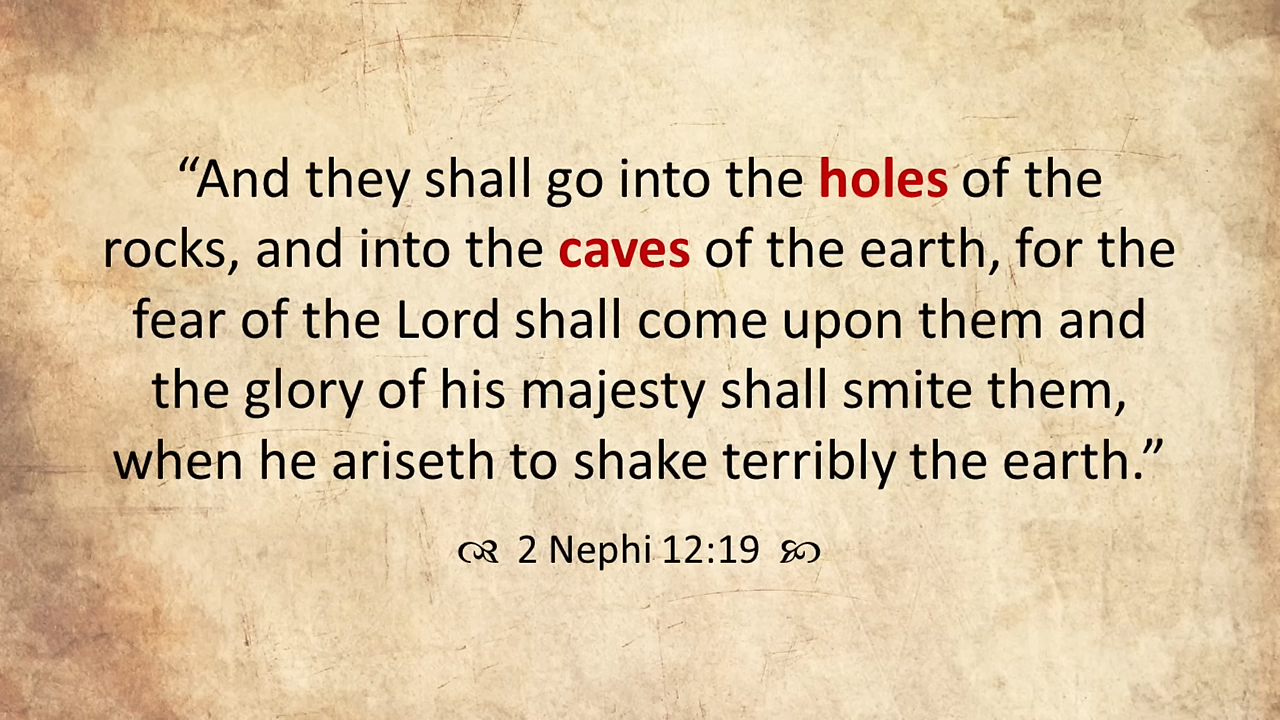 “And they shall go into the holes of the
rocks, and into the caves of the earth, for the
fear of the Lord shall come upon them and
the glory of his majesty shall smite them,
when he ariseth to shake terribly the earth.”
2 Nephi 12:19